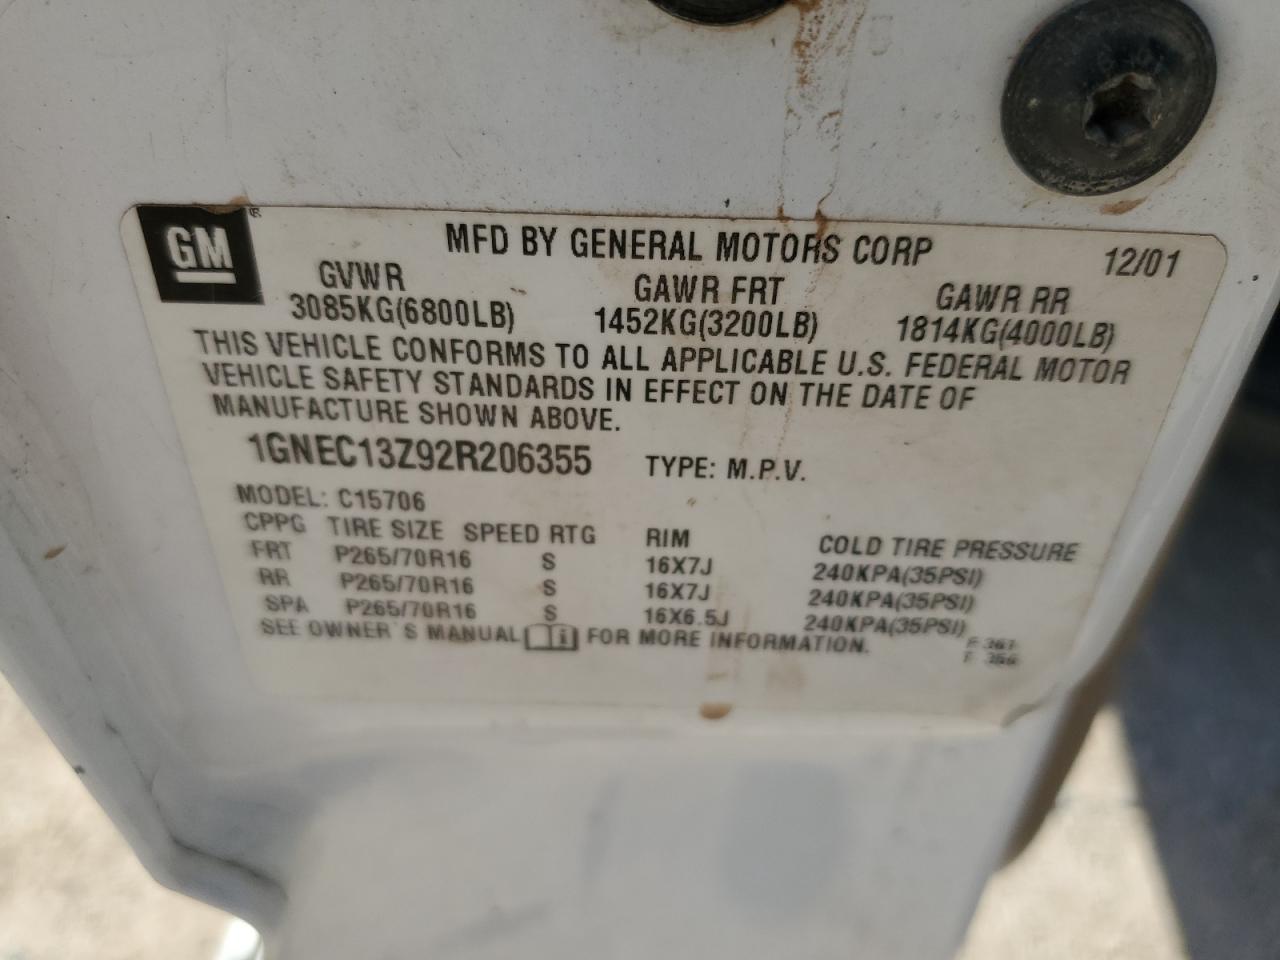 GM ®
MFD BY GENERAL MOTORS CORP 12/01
GVWR GAWR FRT GAWR RR
3085KG(6800LB) 1452KG(3200LB) 1814KG(4000LB)
THIS VEHICLE CONFORMS TO ALL APPLICABLE U.S. FEDERAL MOTOR
VEHICLE SAFETY STANDARDS IN EFFECT ON THE DATE OF
MANUFACTURE SHOWN ABOVE.
1GNEC13Z92R206355 TYPE: M.P.V.
MODEL: C15706
CPPG TIRE SIZE SPEED RTG RIM COLD TIRE PRESSURE
FRT P265/70R16 S 16X7J 240KPA(35PSI)
RR P265/70R16 S 16X7J 240KPA(35PSI)
SPA P265/70R16 S 16X6.5J 240KPA(35PSI)
SEE OWNER'S MANUAL i FOR MORE INFORMATION.